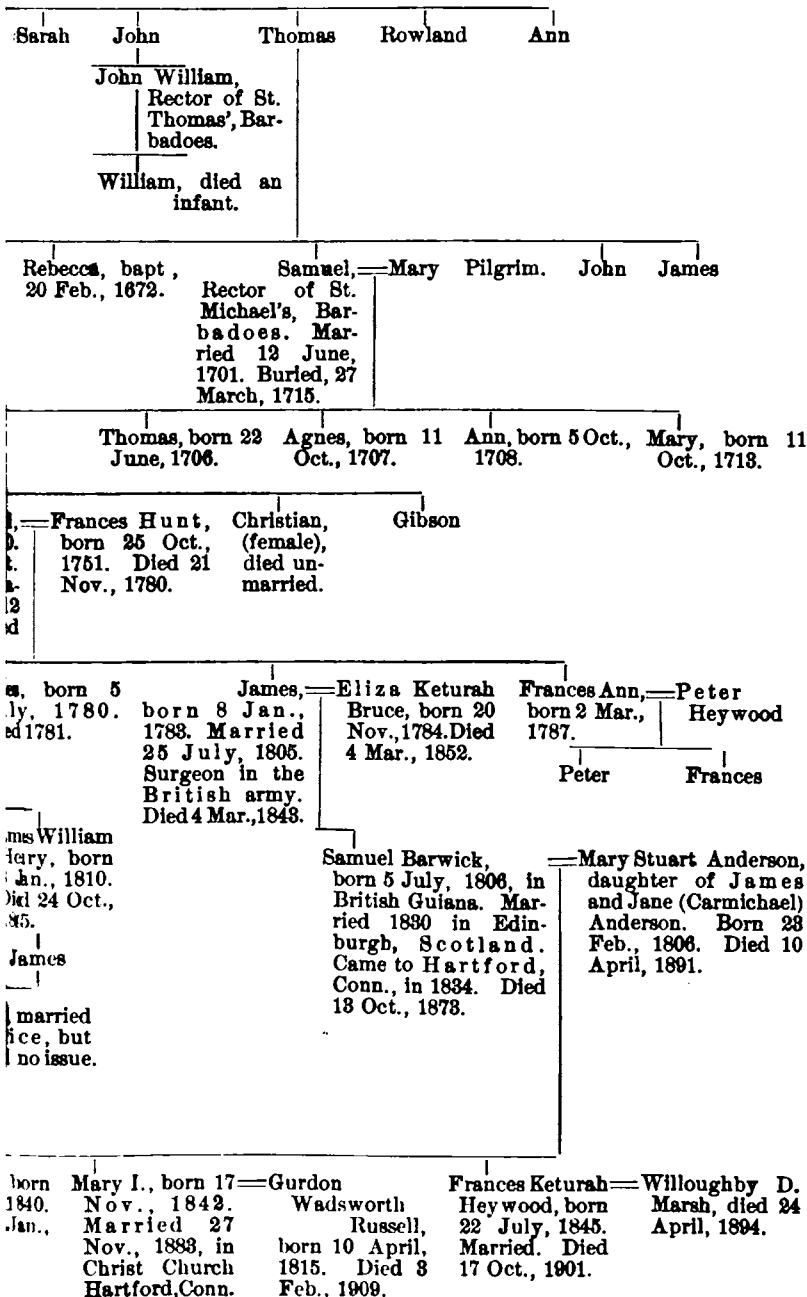 Sarah John Thomas Rowland Ann
John William,
Rector of St.
Thomas', Bar-
badoes.
William, died an
infant.
Rebecca, bapt,
20 Feb., 1672.
Samuel,=Mary Pilgrim. John James
Rector of St.
Michael's, Bar-
badoes. Mar-
ried 12 June,
1701. Buried, 27
March, 1715.
Thomas, born 22
June, 1706.
Agnes, born 11
Oct., 1707.
Ann, born 5 Oct.,
1708.
Mary, born 11
Oct., 1713.
l,=Frances Hunt,
born 25 Oct.,
1751. Died 21
Nov., 1780.
Christian,
(female),
died un-
married.
Gibson
born 5
ly, 1780.
ed 1781.
James,=Eliza Keturah
born 8 Jan.,
1783. Married
25 July, 1805.
Surgeon in the
British army.
Died 4 Mar., 1843.
Bruce, born 20
Nov., 1784. Died
4 Mar., 1852.
Frances Ann,=Peter
born 2 Mar.,
1787.
Heywood
Peter Frances
William
born
1810.
24 Oct.,
James
married
ice, but
no issue.
Samuel Barwick,
born 5 July, 1806, in
British Guiana. Mar-
ried 1830 in Edin-
burgh, Scotland.
Came to Hartford,
Conn., in 1834. Died
13 Oct., 1873.
=Mary Stuart Anderson,
daughter of James
and Jane (Carmichael)
Anderson. Born 23
Feb., 1806. Died 10
April, 1891.
born
1840.
Jan.,
Mary I., born 17=Gurdon
Nov., 1842.
Married 27
Nov., 1883, in
Christ Church
Hartford, Conn.
Wadsworth
Russell,
born 10 April,
1815. Died 3
Feb., 1909.
Frances Keturah=Willoughby D.
Heywood, born
22 July, 1845.
Married. Died
17 Oct., 1901.
Marsh, died 24
April, 1894.